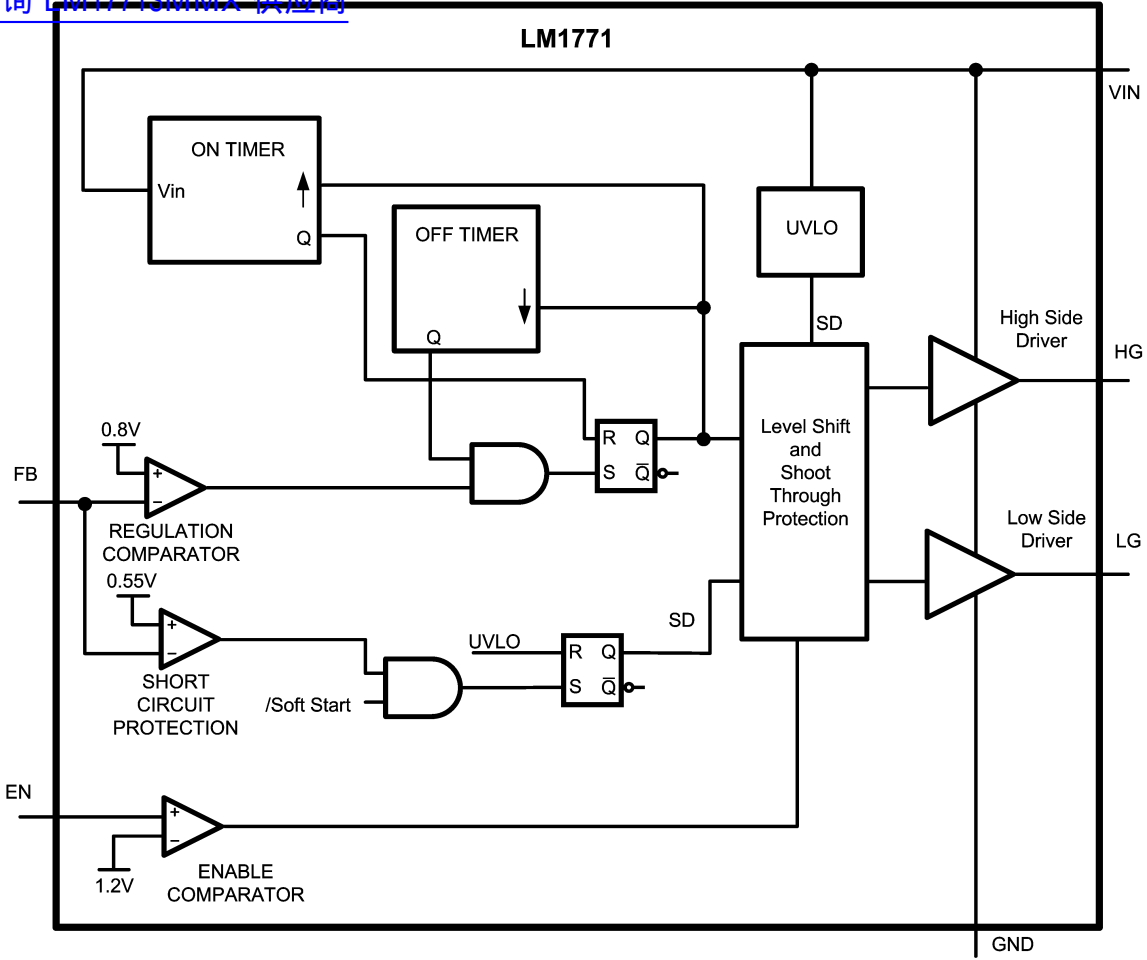 LM1771
VIN
ON TIMER
Vin
Q
OFF TIMER
Q
UVLO
SD
High Side
Driver
HG
Level Shift
and
Shoot
Through
Protection
R Q
S Q̅
0.8V
FB
+
−
REGULATION
COMPARATOR
Low Side
Driver
LG
0.55V
+
−
SHORT
CIRCUIT
PROTECTION
/Soft Start
UVLO
R Q
S Q̅
SD
EN
+
−
1.2V
ENABLE
COMPARATOR
GND